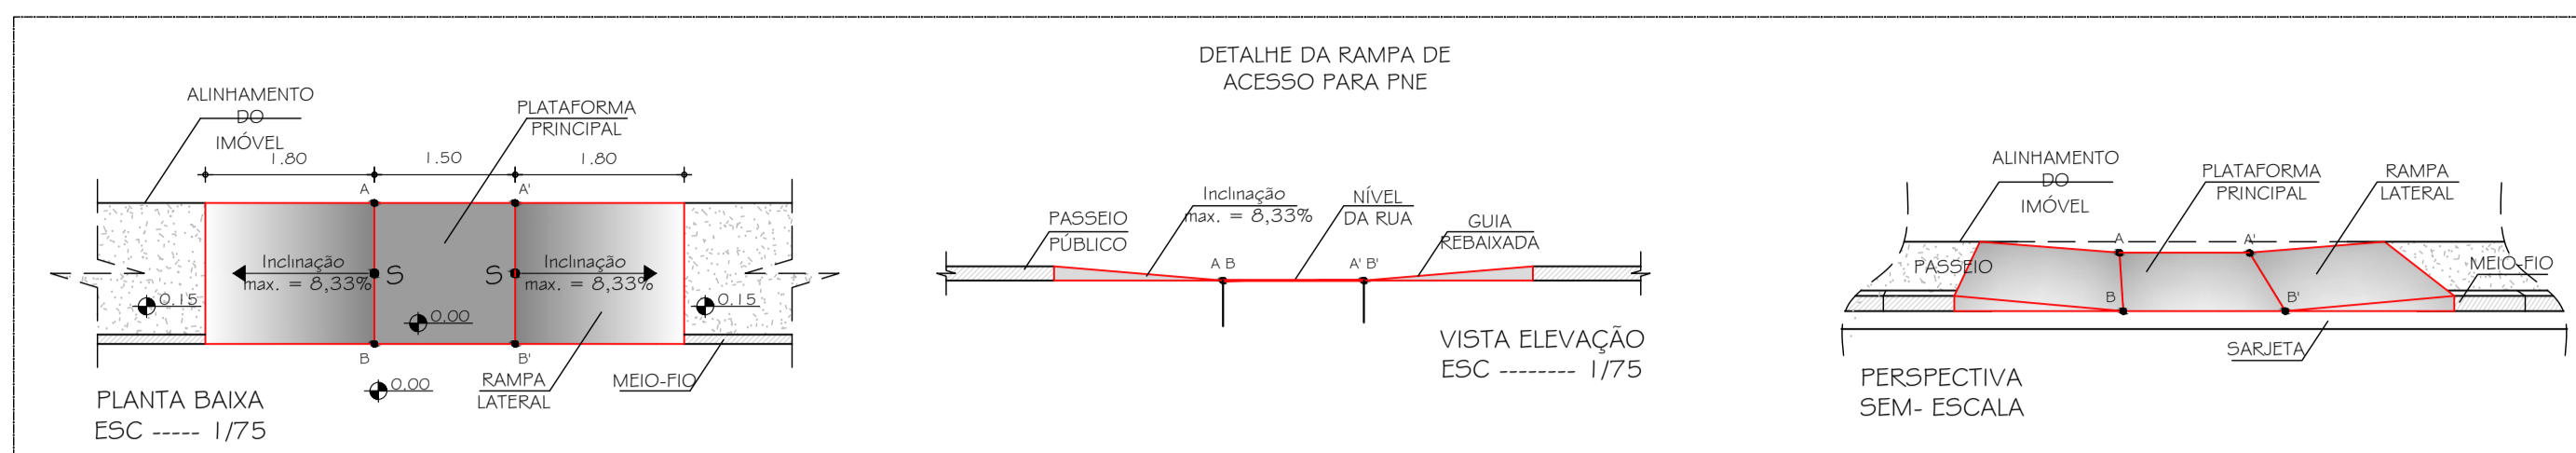 DETALHE DA RAMPA DE
ACESSO PARA PNE
ALINHAMENTO
DO
IMÓVEL
PLATAFORMA
PRINCIPAL
1.80
1.50
1.80
A
A'
Inclinação
max. = 8,33%
S
S
Inclinação
max. = 8,33%
0.15
0.00
0.15
B
B'
0.00
RAMPA
LATERAL
MEIO-FIO
PLANTA BAIXA
ESC ----- 1/75
PASSEIO
PÚBLICO
Inclinação
max. = 8,33%
NÍVEL
DA RUA
GUIA
REBAIXADA
A B
A' B'
VISTA ELEVAÇÃO
ESC -------- 1/75
ALINHAMENTO
DO
IMÓVEL
PLATAFORMA
PRINCIPAL
RAMPA
LATERAL
A
A'
PASSEIO
MEIO-FIO
B
B'
SARJETA
PERSPECTIVA
SEM- ESCALA